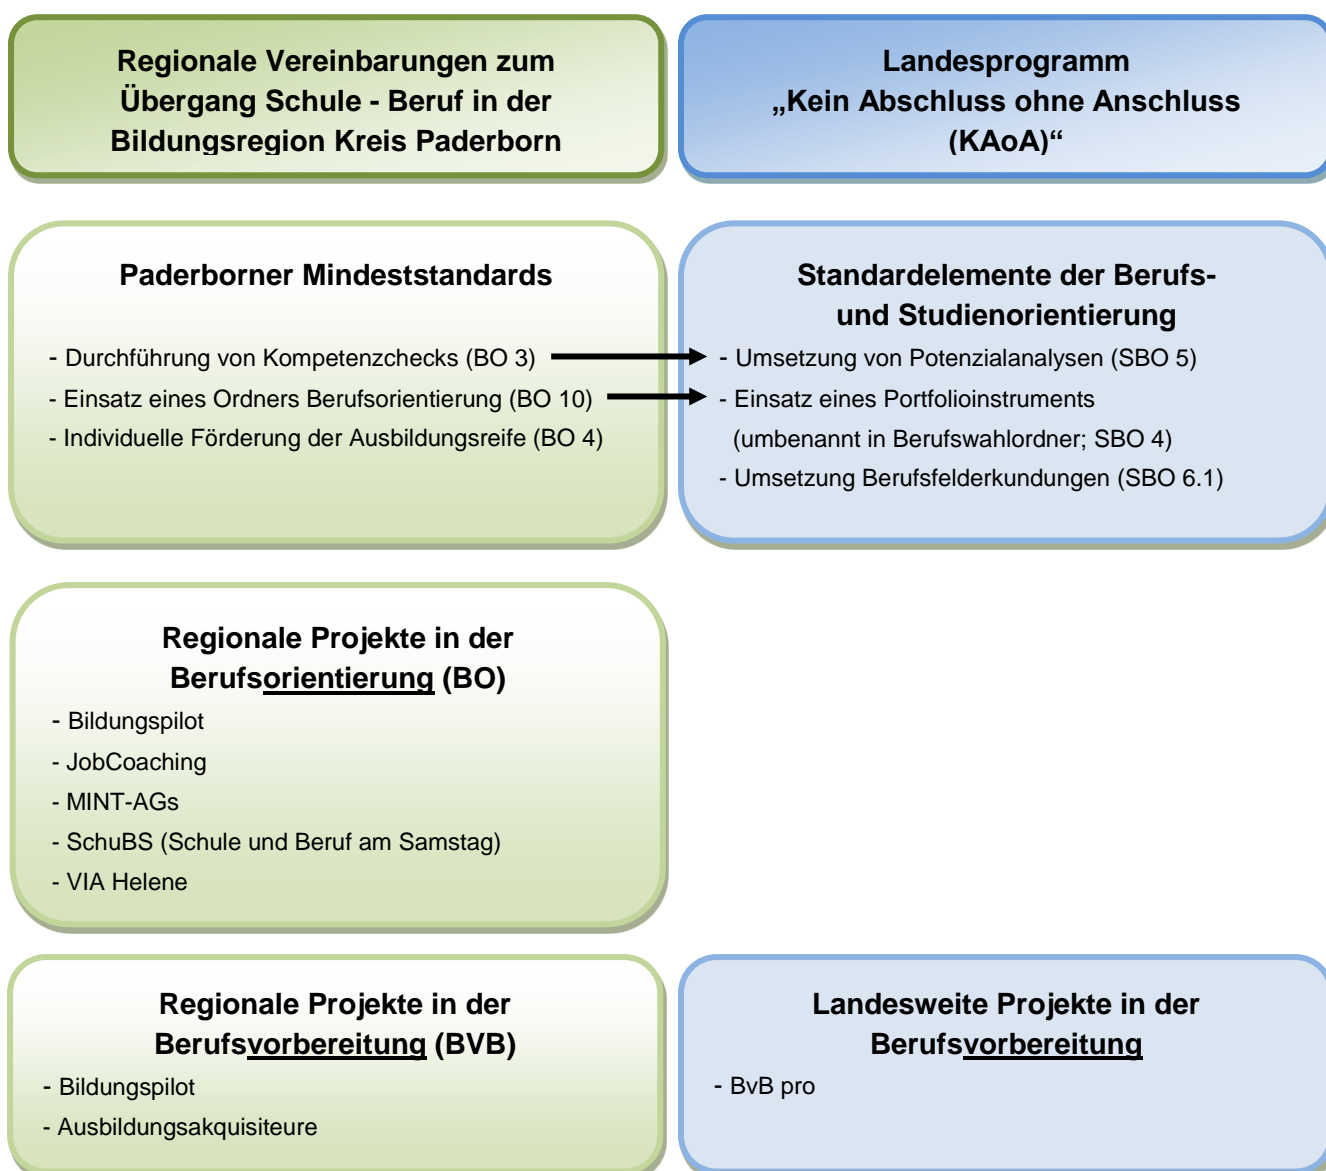 Regionale Vereinbarungen zum
Übergang Schule - Beruf in der
Bildungsregion Kreis Paderborn
Landesprogramm
„Kein Abschluss ohne Anschluss
(KAoA)“
Paderborner Mindeststandards
- Durchführung von Kompetenzchecks (BO 3)
- Einsatz eines Ordners Berufsorientierung (BO 10)
- Individuelle Förderung der Ausbildungsreife (BO 4)
Standardelemente der Berufs-
und Studienorientierung
- Umsetzung von Potenzialanalysen (SBO 5)
- Einsatz eines Portfolioinstruments
(umbenannt in Berufswahlordner; SBO 4)
- Umsetzung Berufsfelderkundungen (SBO 6.1)
Regionale Projekte in der
Berufsorientierung (BO)
- Bildungspilot
- JobCoaching
- MINT-AGs
- SchuBS (Schule und Beruf am Samstag)
- VIA Helene
Regionale Projekte in der
Berufsvorbereitung (BVB)
- Bildungspilot
- Ausbildungsakquisiteure
Landesweite Projekte in der
Berufsvorbereitung
- BvB pro